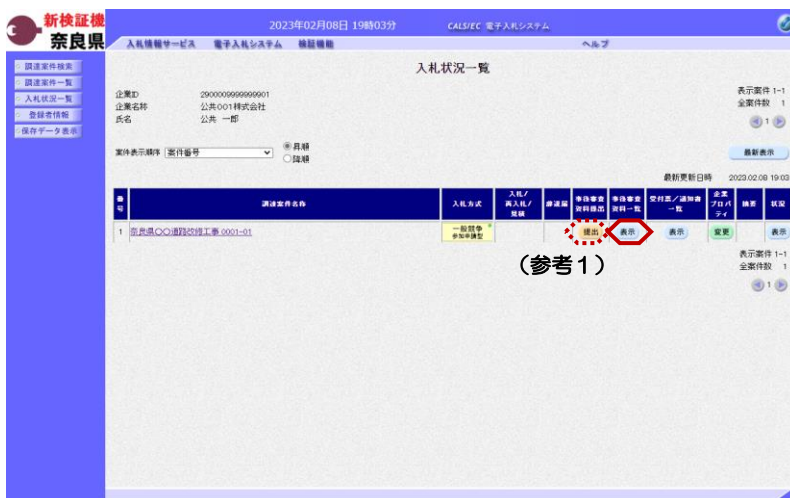 新検証機
奈良県
2023年02月08日 19時03分
CALS/EC 電子入札システム
入札情報サービス 電子入札システム 検証機能 ヘルプ
調達案件検索
調達案件一覧
入札状況一覧
登録者情報
保存データ表示
入札状況一覧
企業ID 2900009999999901
企業名称 公共001株式会社
氏名 公共 一郎
表示案件 1-1
全案件数 1
1
案件表示順序 案件番号
昇順
降順
最新表示
最新更新日時 2023.02.08 19:03
番号 調達案件名称 入札方式 入札/再入札/見積 辞退届 事後審査資料提出 事後審査資料一覧 受付票/通知書一覧 企業プロパティ 摘要 状況
1 奈良県〇〇道路改修工事 0001-01 一般競争 参加申請型 提出 表示 表示 変更 表示
(参考1)
表示案件 1-1
全案件数 1
1